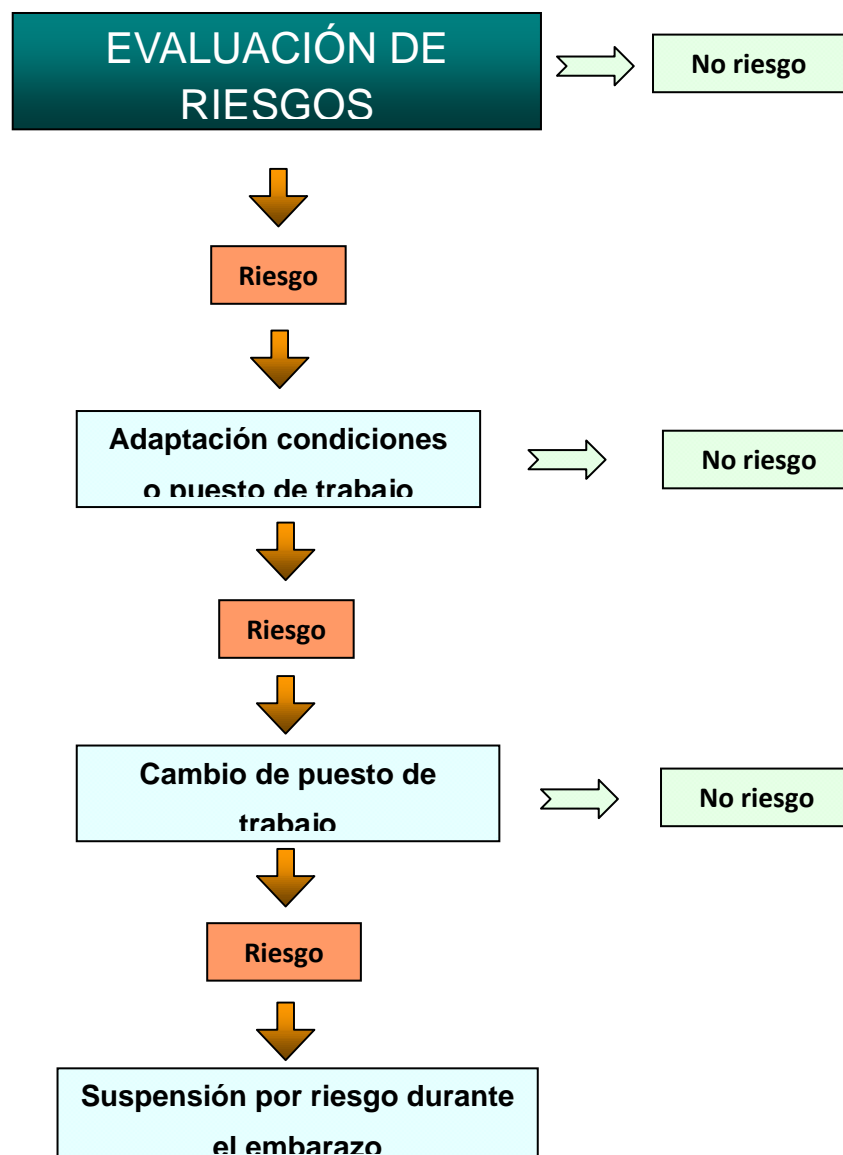 EVALUACIÓN DE
RIESGOS
No riesgo
Riesgo
Adaptación condiciones
o puesto de trabajo
No riesgo
Riesgo
Cambio de puesto de
trabajo
No riesgo
Riesgo
Suspensión por riesgo durante
el embarazo